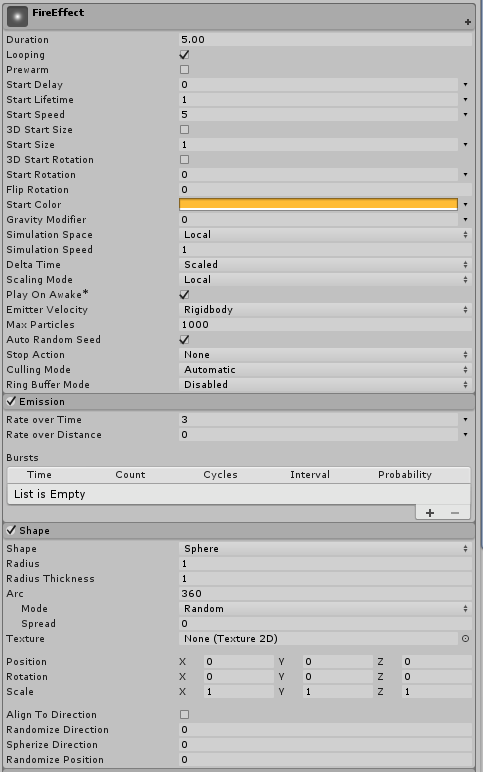 FireEffect
Duration 5.00
Looping
Prewarm
Start Delay 0
Start Lifetime 1
Start Speed 5
3D Start Size
Start Size 1
3D Start Rotation
Start Rotation 0
Flip Rotation 0
Start Color
Gravity Modifier 0
Simulation Space Local
Simulation Speed 1
Delta Time Scaled
Scaling Mode Local
Play On Awake*
Emitter Velocity Rigidbody
Max Particles 1000
Auto Random Seed
Stop Action None
Culling Mode Automatic
Ring Buffer Mode Disabled
Emission
Rate over Time 3
Rate over Distance 0
Bursts
Time Count Cycles Interval Probability
List is Empty
Shape
Shape Sphere
Radius 1
Radius Thickness 1
Arc 360
Mode Random
Spread 0
Texture None (Texture 2D)
Position X 0 Y 0 Z 0
Rotation X 0 Y 0 Z 0
Scale X 1 Y 1 Z 1
Align To Direction
Randomize Direction 0
Spherize Direction 0
Randomize Position 0